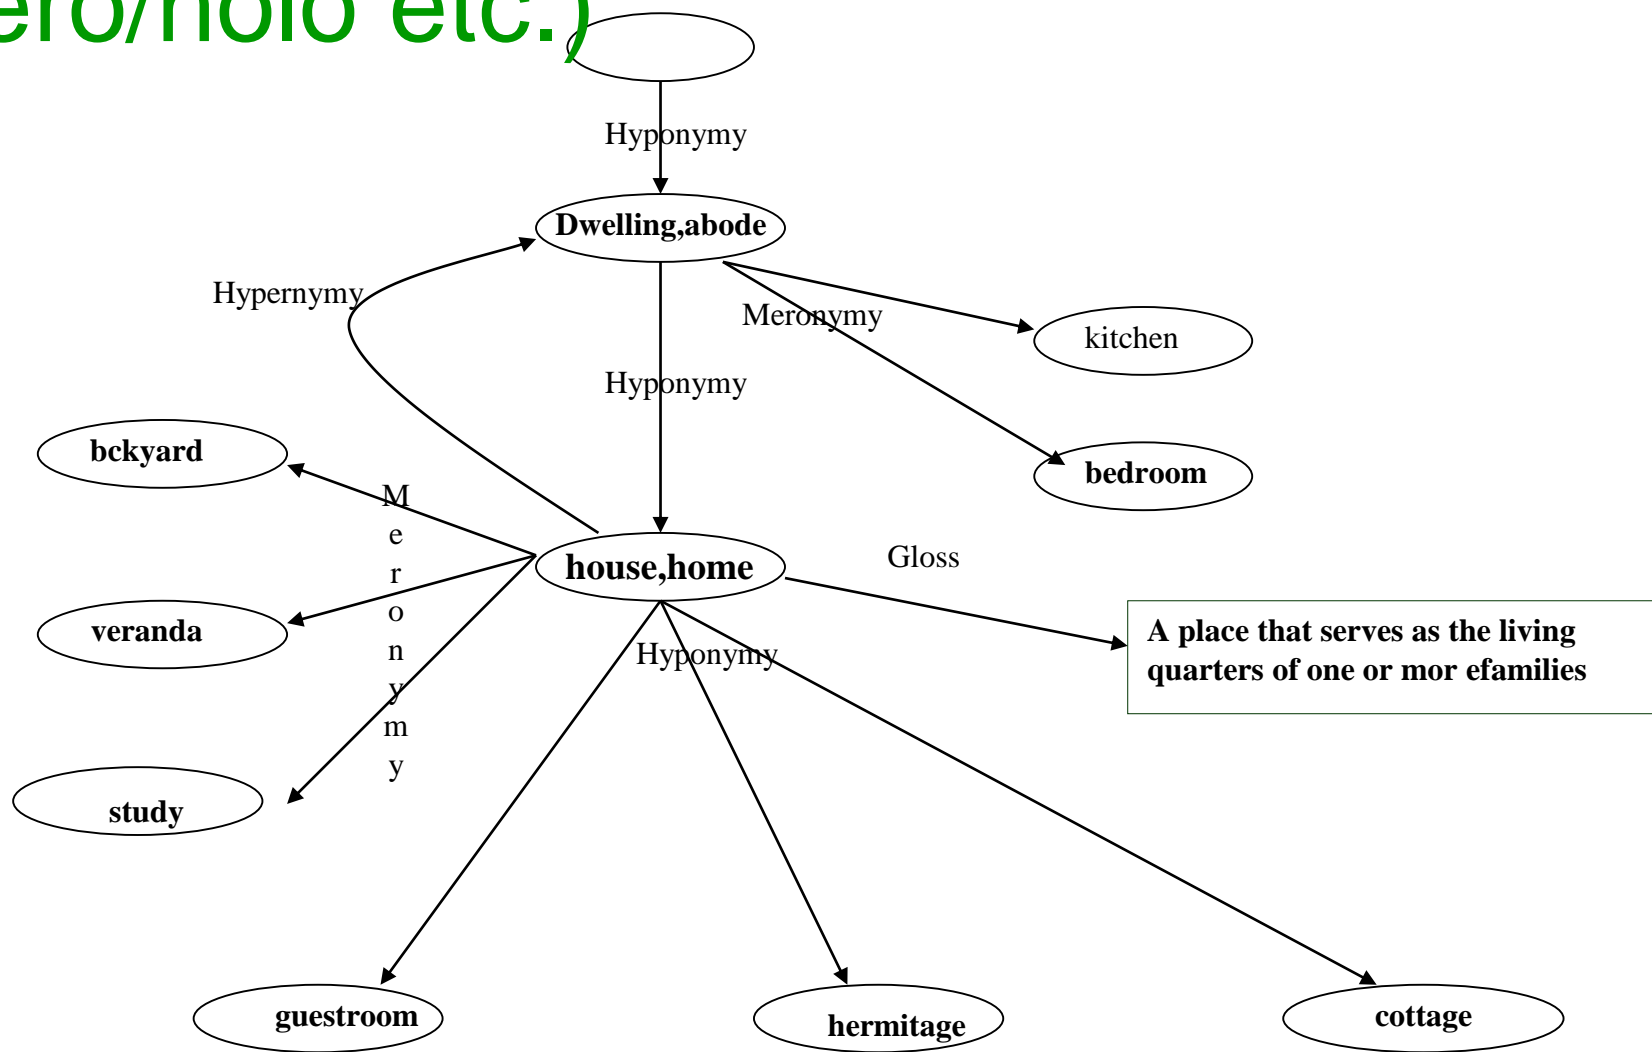 ero/holo etc.)
Hyponymy
Dwelling,abode
Hypernymy
Meronymy
kitchen
Hyponymy
bckyard
bedroom
Meronymy
house,home
Gloss
veranda
A place that serves as the living
quarters of one or mor efamilies
Hyponymy
study
guestroom
hermitage
cottage